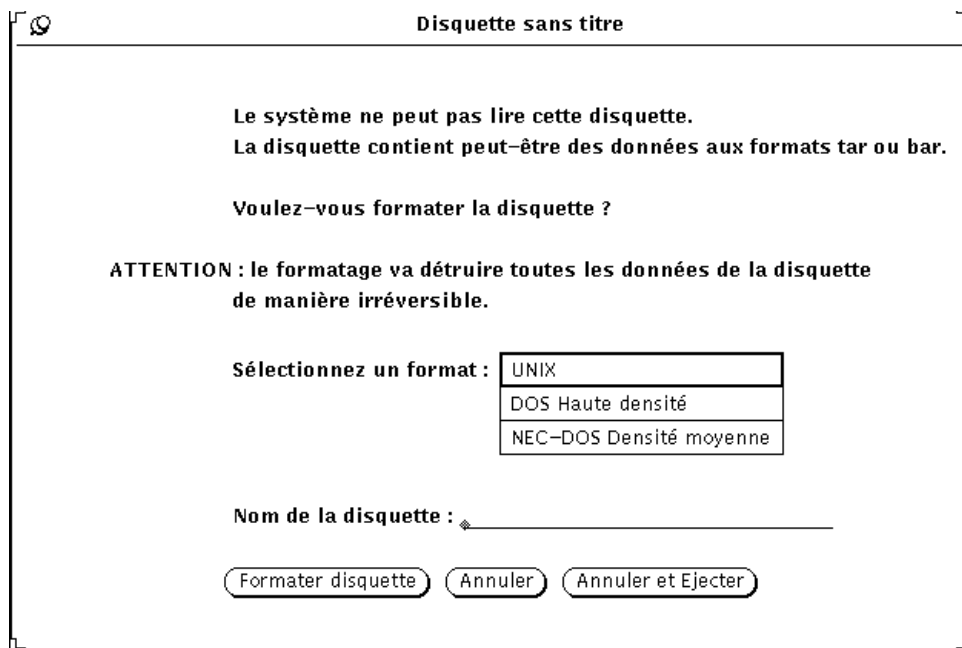 Disquette sans titre
Le système ne peut pas lire cette disquette.
La disquette contient peut-être des données aux formats tar ou bar.
Voulez-vous formater la disquette ?
ATTENTION : le formatage va détruire toutes les données de la disquette
de manière irréversible.
Sélectionnez un format : UNIX
DOS Haute densité
NEC-DOS Densité moyenne
Nom de la disquette :
Formater disquette Annuler Annuler et Ejecter